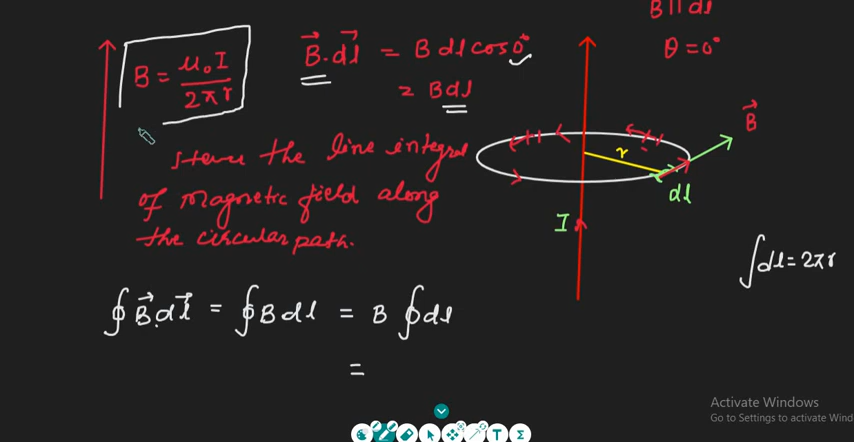 B || dl
θ = 0°
B = μ₀I / 2πr
B⃗.dl⃗ = B dl cos0°
= Bdl
B⃗
r
dl
I
Hence the line integral
of magnetic field along
the circular path.
∫dl = 2πr
∮B⃗.dl⃗ = ∮Bdl = B∮dl
=
Activate Windows
Go to Settings to activate Wind
T Σ